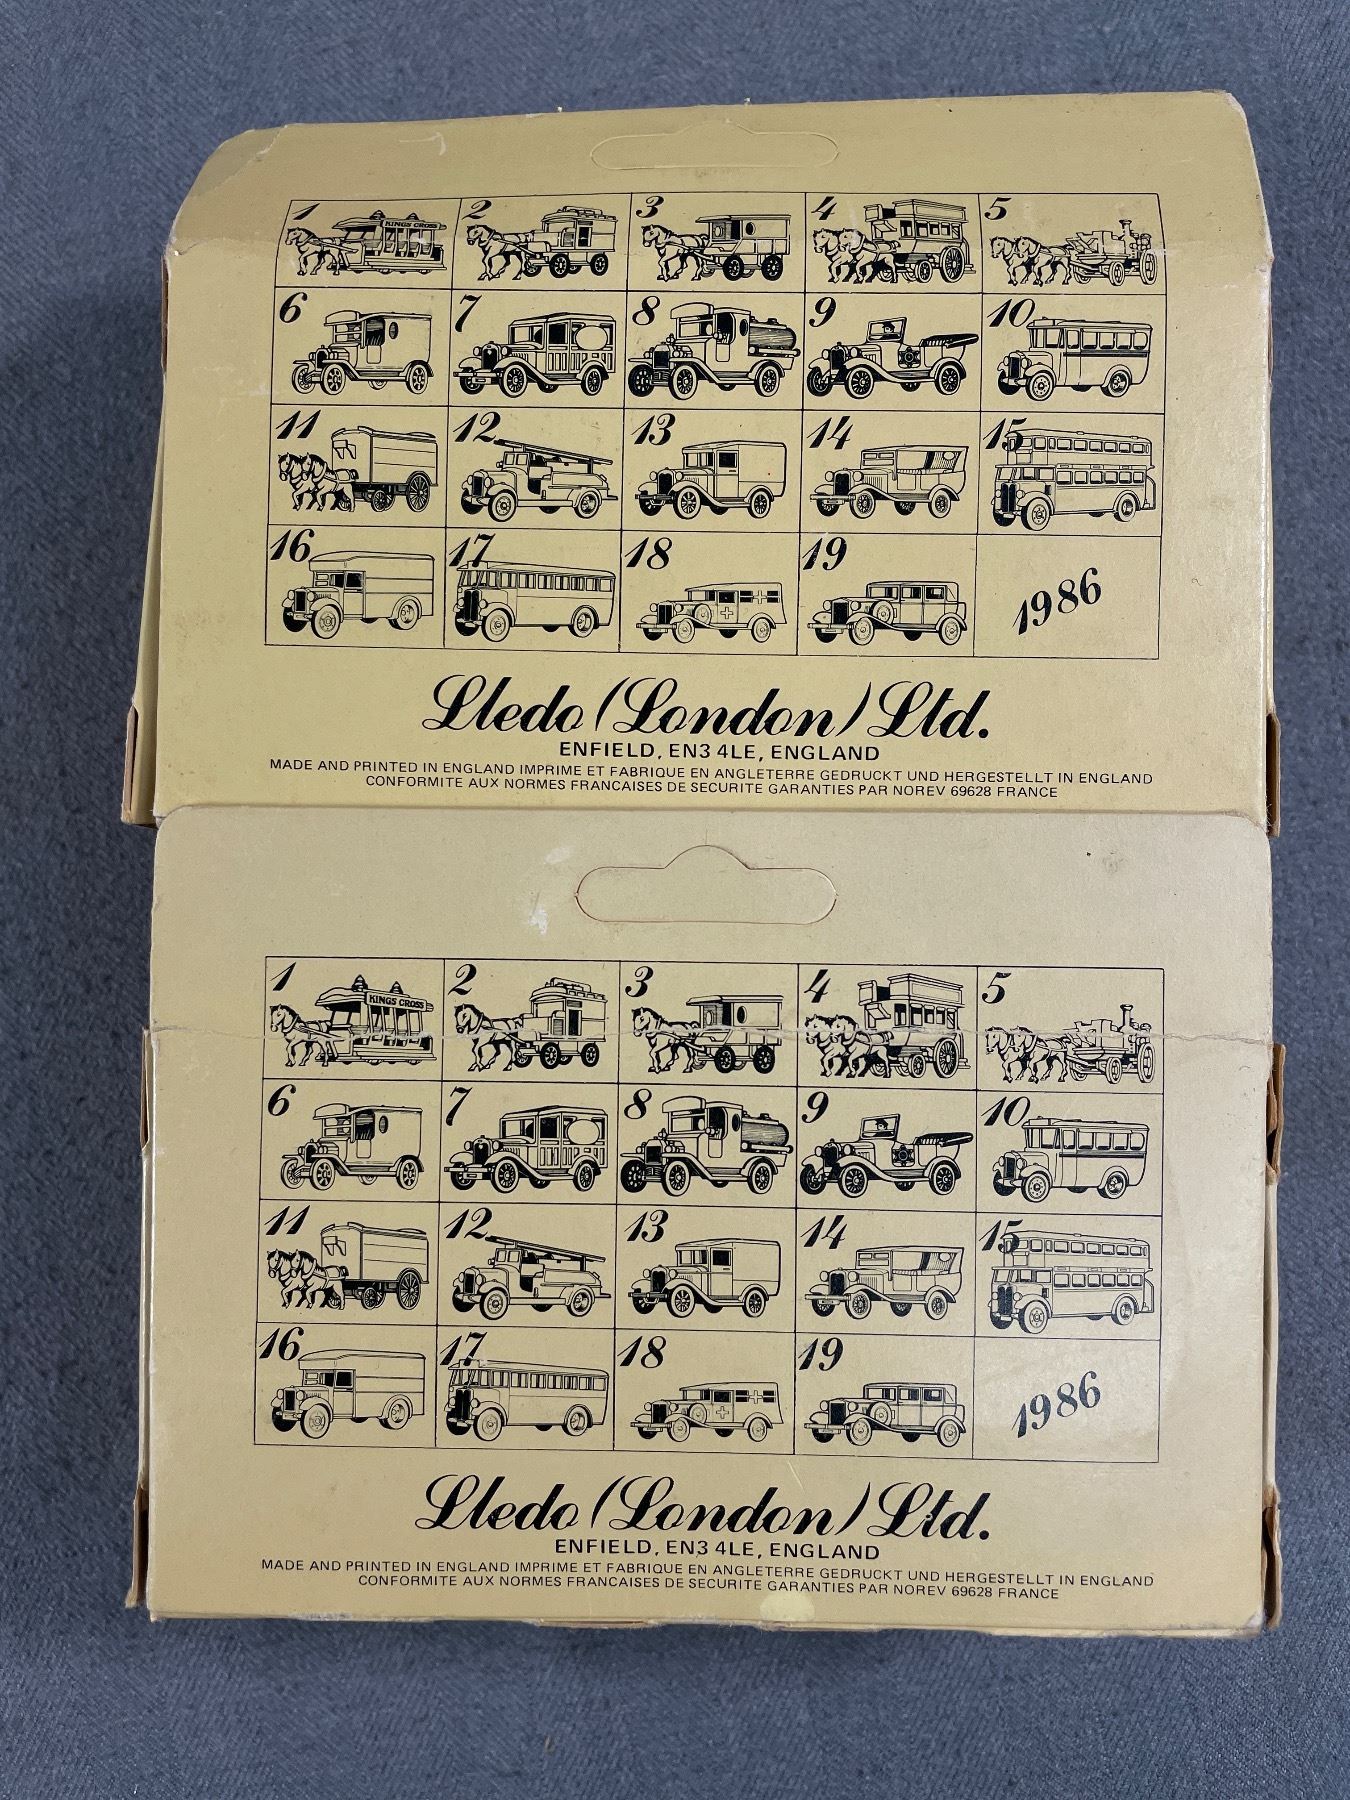 1 2 3 4 5
KINGS CROSS
6 7 8 9 10
11 12 13 14 15
16 17 18 19 1986
Lledo (London) Ltd.
ENFIELD, EN3 4LE, ENGLAND
MADE AND PRINTED IN ENGLAND IMPRIME ET FABRIQUE EN ANGLETERRE GEDRUCKT UND HERGESTELLT IN ENGLAND
CONFORMITE AUX NORMES FRANCAISES DE SECURITE GARANTIES PAR NOREV 69628 FRANCE
1 2 3 4 5
KINGS CROSS
6 7 8 9 10
11 12 13 14 15
16 17 18 19 1986
Lledo (London) Ltd.
ENFIELD, EN3 4LE, ENGLAND
MADE AND PRINTED IN ENGLAND IMPRIME ET FABRIQUE EN ANGLETERRE GEDRUCKT UND HERGESTELLT IN ENGLAND
CONFORMITE AUX NORMES FRANCAISES DE SECURITE GARANTIES PAR NOREV 69628 FRANCE